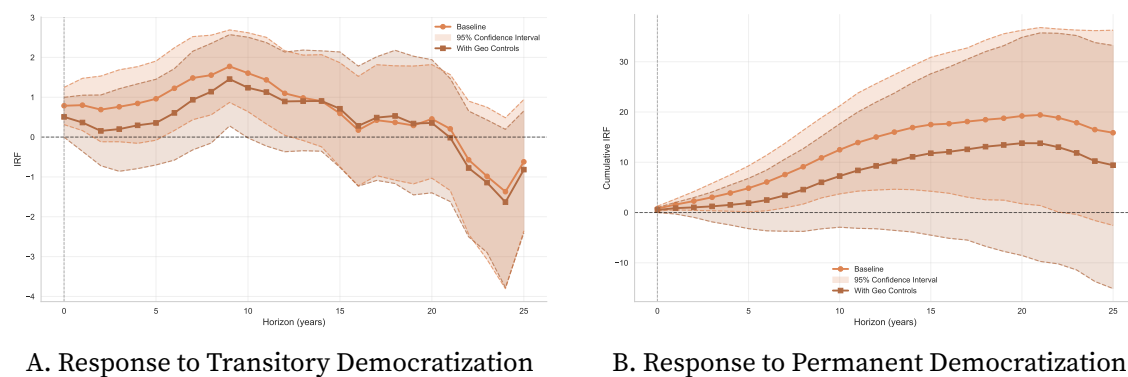 3
2
1
0
−1
−2
−3
−4
IRF
0 5 10 15 20 25
Horizon (years)
Baseline
95% Confidence Interval
With Geo Controls
A. Response to Transitory Democratization
30
20
10
0
−10
Cumulative IRF
0 5 10 15 20 25
Horizon (years)
Baseline
95% Confidence Interval
With Geo Controls
B. Response to Permanent Democratization